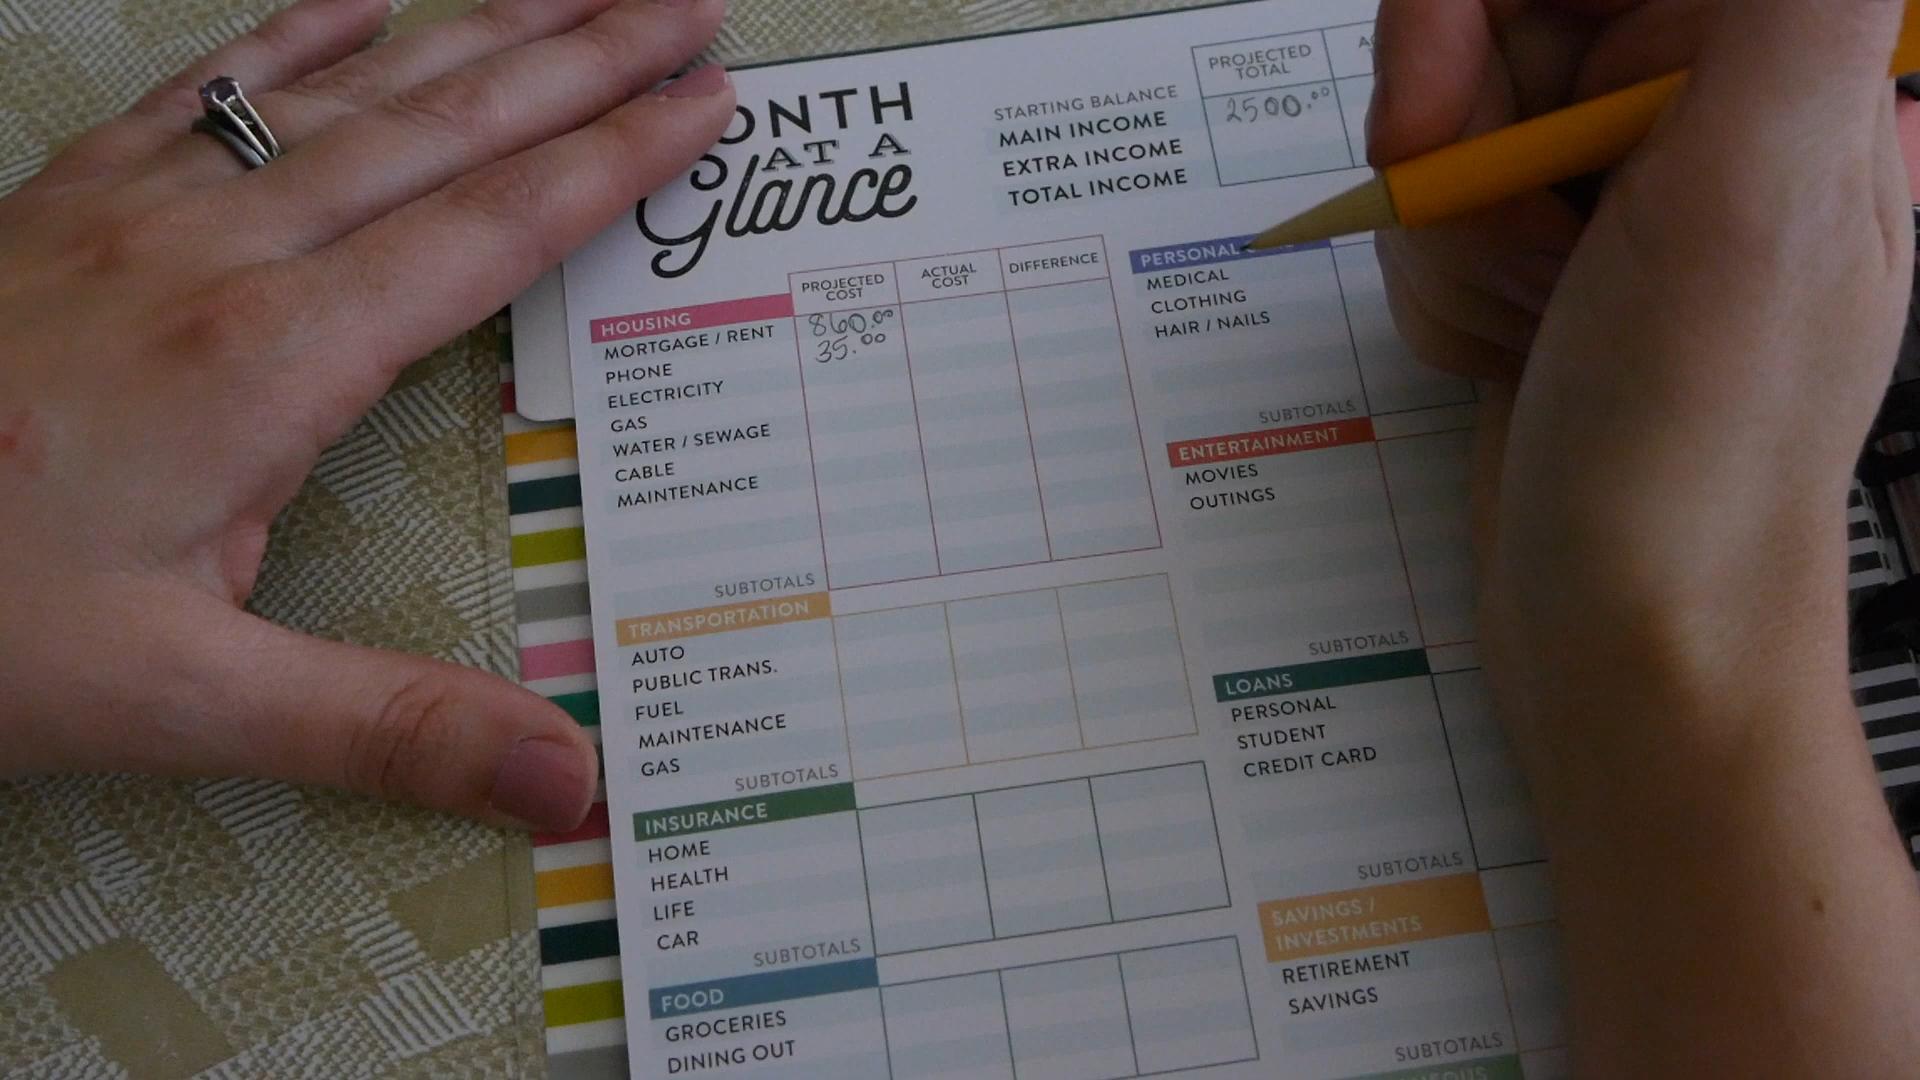 ONTH
AT A
Glance
PROJECTED
TOTAL
STARTING BALANCE
MAIN INCOME 2500.00
EXTRA INCOME
TOTAL INCOME
PROJECTED
COST
ACTUAL
COST
DIFFERENCE
HOUSING
MORTGAGE / RENT 860.00
PHONE 35.00
ELECTRICITY
GAS
WATER / SEWAGE
CABLE
MAINTENANCE
SUBTOTALS
TRANSPORTATION
AUTO
PUBLIC TRANS.
FUEL
MAINTENANCE
GAS
SUBTOTALS
INSURANCE
HOME
HEALTH
LIFE
CAR
SUBTOTALS
FOOD
GROCERIES
DINING OUT
PERSONAL
MEDICAL
CLOTHING
HAIR / NAILS
SUBTOTALS
ENTERTAINMENT
MOVIES
OUTINGS
SUBTOTALS
LOANS
PERSONAL
STUDENT
CREDIT CARD
SUBTOTALS
SAVINGS /
INVESTMENTS
RETIREMENT
SAVINGS
SUBTOTALS